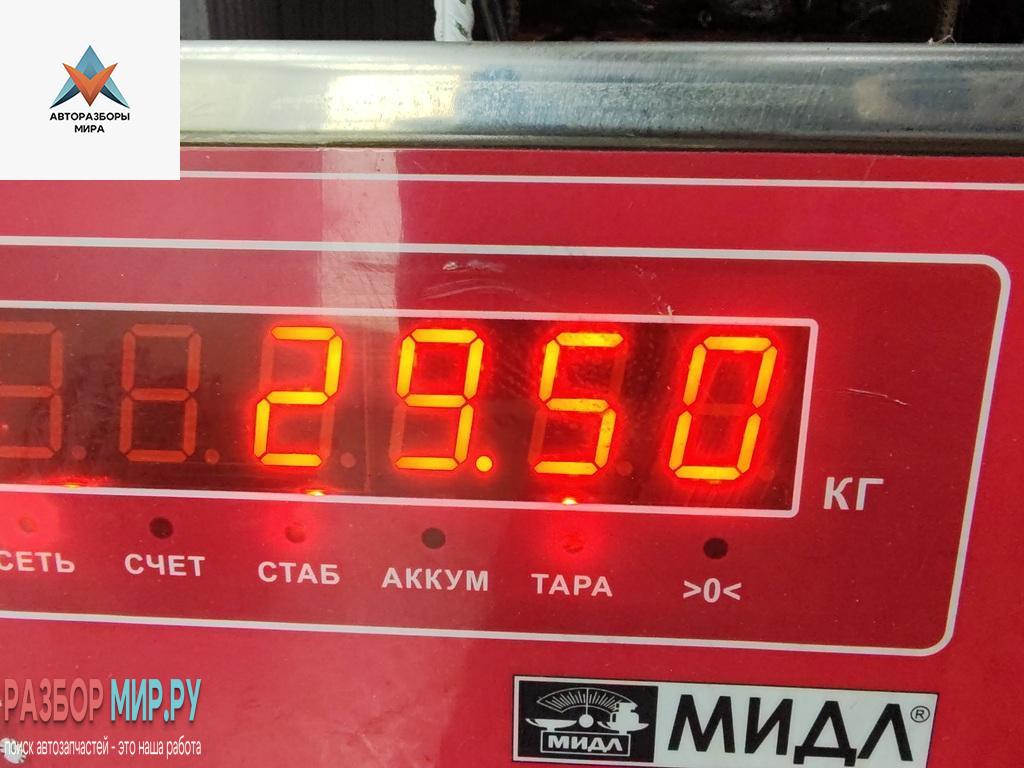 АВТОРАЗБОРЫ
МИРА
29.50
КГ
СЕТЬ СЧЕТ СТАБ АККУМ ТАРА >0<
РАЗБОР МИР.РУ
поиск автозапчастей - это наша работа
МИДЛ МИДЛ®